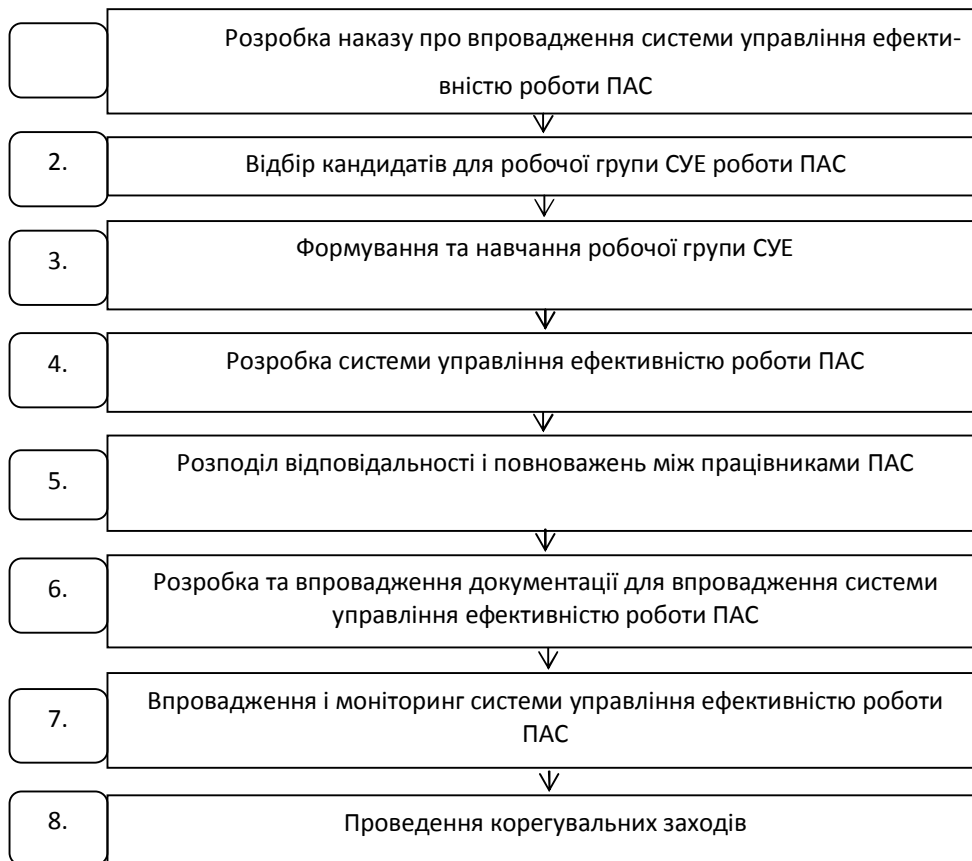 Розробка наказу про впровадження системи управління ефекти-
вністю роботи ПАС
2.
Відбір кандидатів для робочої групи СУЕ роботи ПАС
3.
Формування та навчання робочої групи СУЕ
4.
Розробка системи управління ефективністю роботи ПАС
5.
Розподіл відповідальності і повноважень між працівниками ПАС
6.
Розробка та впровадження документації для впровадження системи
управління ефективністю роботи ПАС
7.
Впровадження і моніторинг системи управління ефективністю роботи
ПАС
8.
Проведення корегувальних заходів